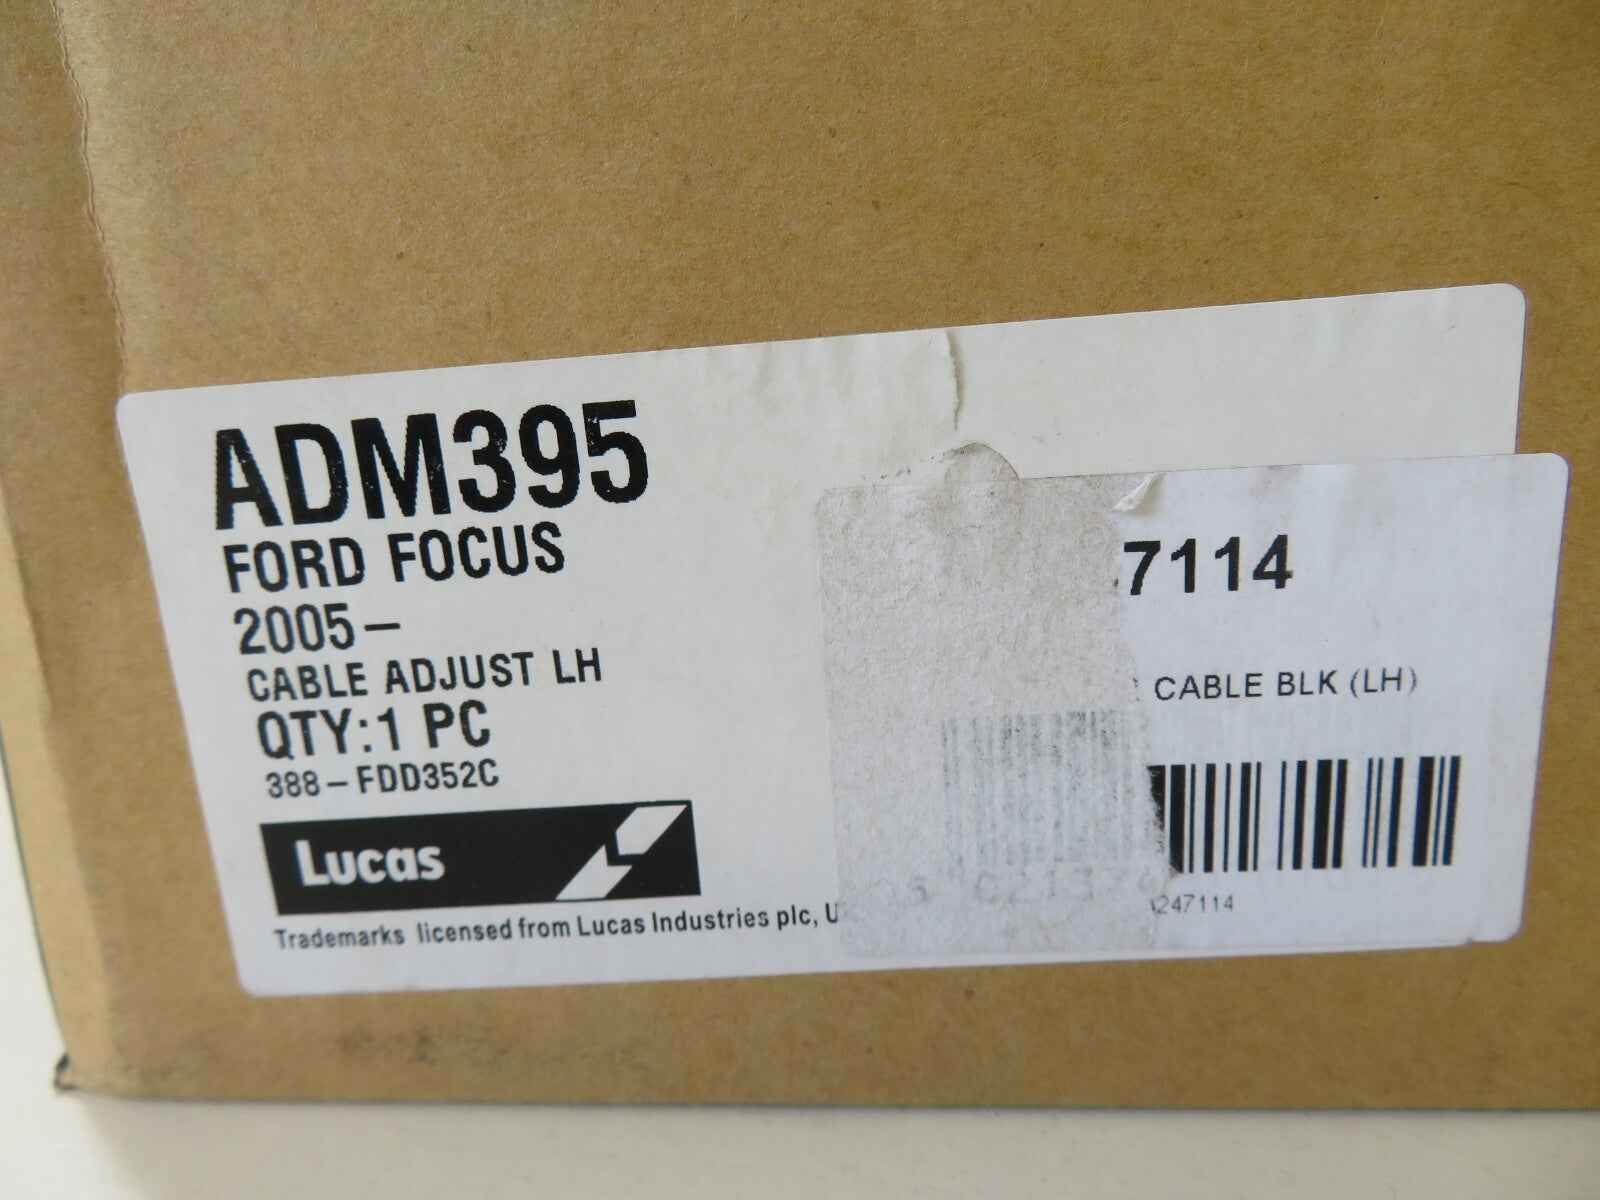 ADM395
FORD FOCUS
2005-
CABLE ADJUST LH
QTY:1 PC
388-FDD352C
Lucas
Trademarks licensed from Lucas Industries plc,
7114
CABLE BLK (LH)
247114